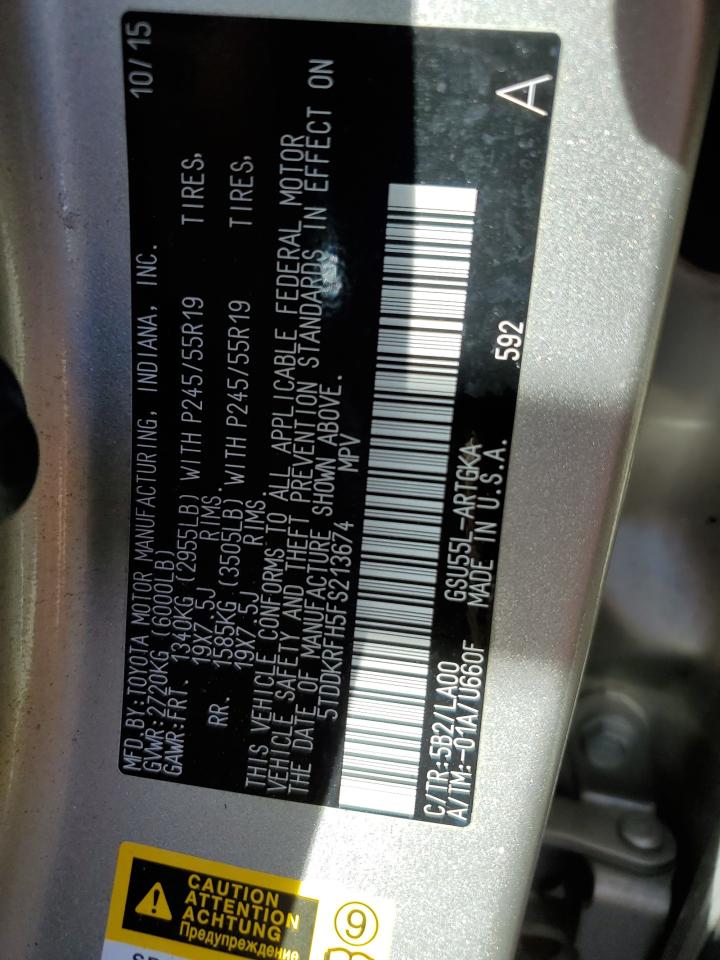 10/15
MFD.BY:TOYOTA MOTOR MANUFACTURING, INDIANA, INC.
GVWR:2720KG (6000LB)
GAWR:FRT. 1340KG (2955LB) WITH P245/55R19 TIRES,
19X7.5J RIMS.
RR. 1585KG (3505LB) WITH P245/55R19 TIRES,
19X7.5J RIMS.
THIS VEHICLE CONFORMS TO ALL APPLICABLE FEDERAL MOTOR
VEHICLE SAFETY AND THEFT PREVENTION STANDARDS IN EFFECT ON
THE DATE OF MANUFACTURE SHOWN ABOVE.
5TDDKRFH5FS213674 MPV
C/TR:5B2/LA00 GSU55L-ARTGKA
A/TM:-01A/U660F MADE IN U.S.A. 592
A
CAUTION
ATTENTION
ACHTUNG
Предупреждение
9